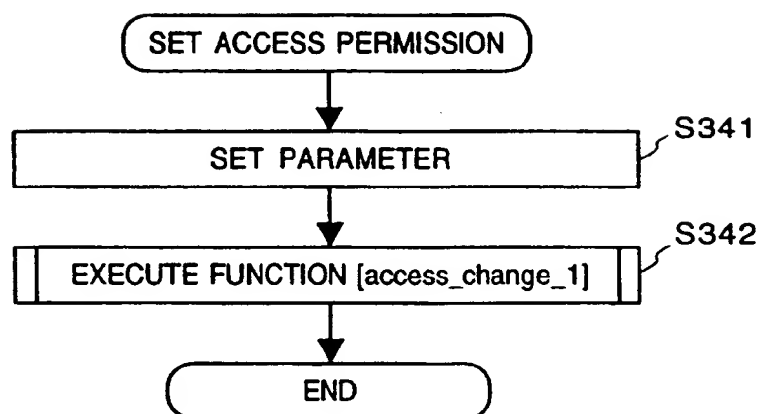 SET ACCESS PERMISSION
S341
SET PARAMETER
S342
EXECUTE FUNCTION [access_change_1]
END